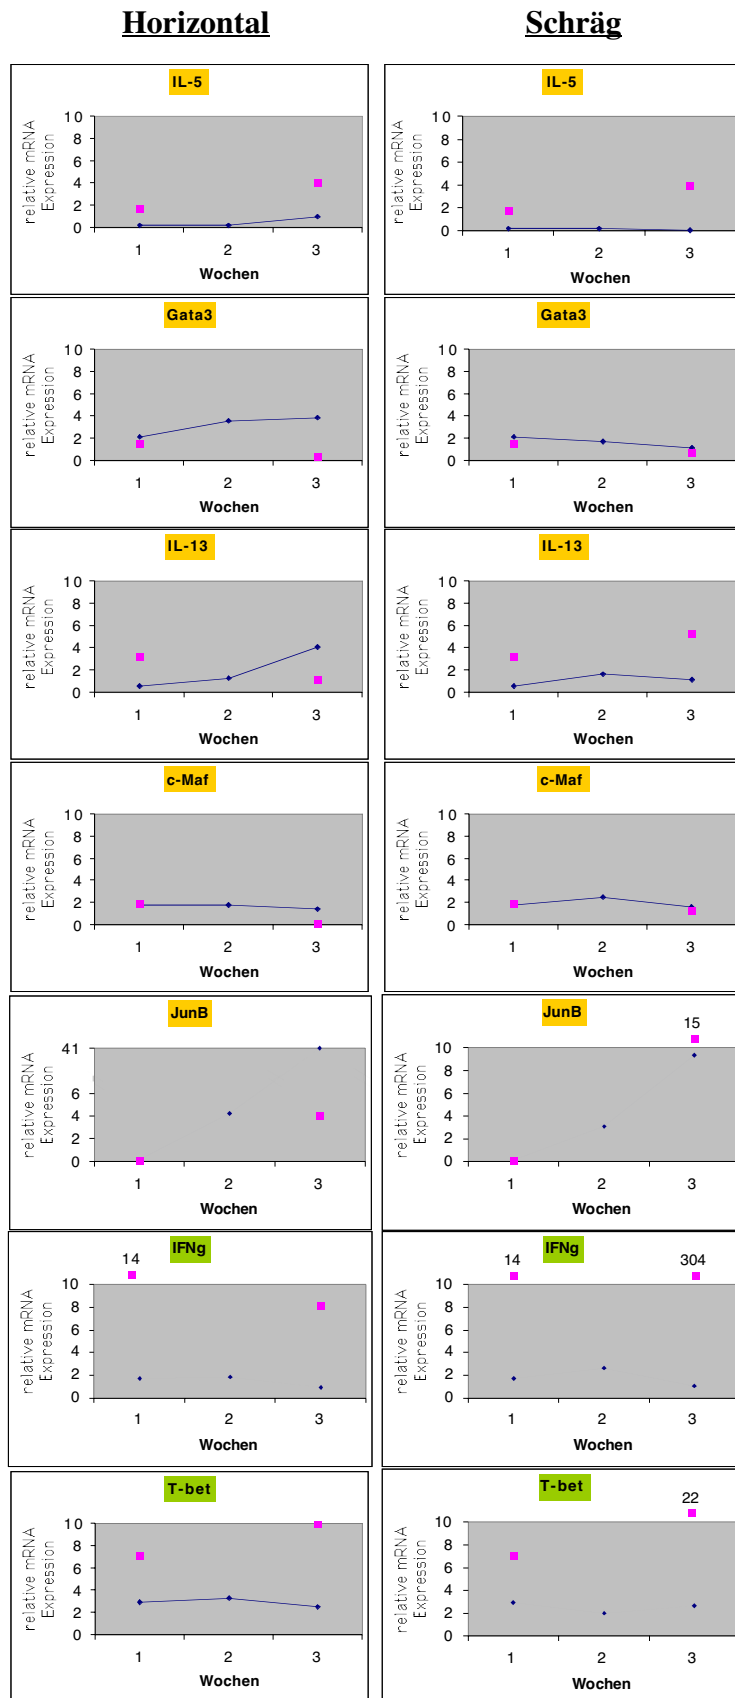 Horizontal
Schräg
IL-5
relative mRNA
Expression
10
8
6
4
2
0
1 2 3
Wochen
IL-5
relative mRNA
Expression
10
8
6
4
2
0
1 2 3
Wochen
Gata3
relative mRNA
Expression
10
8
6
4
2
0
1 2 3
Wochen
Gata3
relative mRNA
Expression
10
8
6
4
2
0
1 2 3
Wochen
IL-13
relative mRNA
Expression
10
8
6
4
2
0
1 2 3
Wochen
IL-13
relative mRNA
Expression
10
8
6
4
2
0
1 2 3
Wochen
c-Maf
relative mRNA
Expression
10
8
6
4
2
0
1 2 3
Wochen
c-Maf
relative mRNA
Expression
10
8
6
4
2
0
1 2 3
Wochen
JunB
relative mRNA
Expression
41
6
4
2
0
1 2 3
Wochen
JunB
15
relative mRNA
Expression
10
8
6
4
2
0
1 2 3
Wochen
IFNg
14
relative mRNA
Expression
10
8
6
4
2
0
1 2 3
Wochen
IFNg
14 304
relative mRNA
Expression
10
8
6
4
2
0
1 2 3
Wochen
T-bet
relative mRNA
Expression
10
8
6
4
2
0
1 2 3
Wochen
T-bet
22
relative mRNA
Expression
10
8
6
4
2
0
1 2 3
Wochen